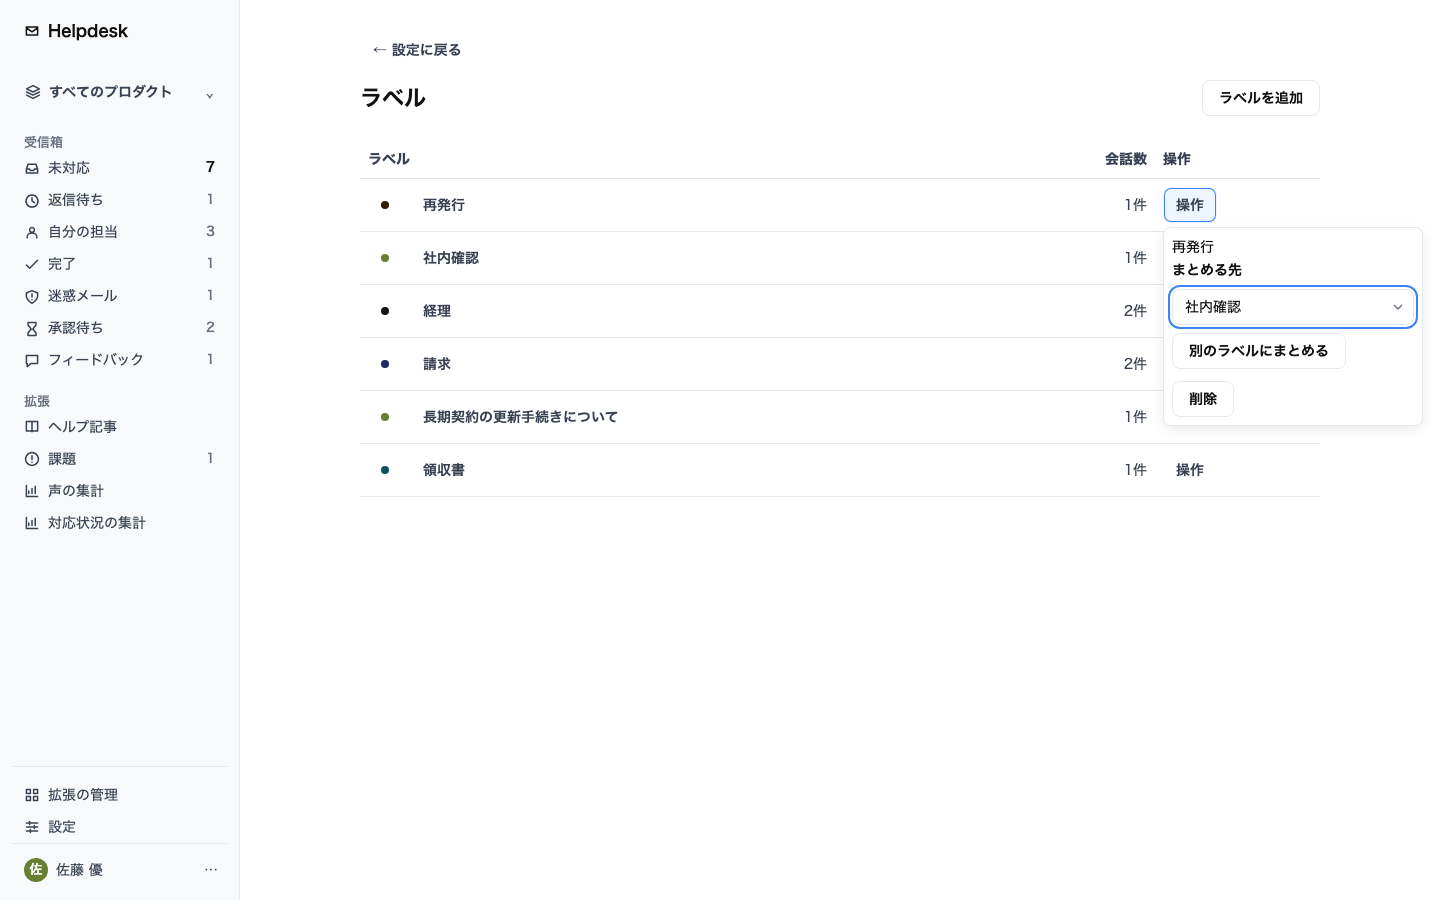 Helpdesk
すべてのプロダクト
受信箱
未対応 7
返信待ち 1
自分の担当 3
完了 1
迷惑メール 1
承認待ち 2
フィードバック 1
拡張
ヘルプ記事
課題 1
声の集計
対応状況の集計
拡張の管理
設定
佐 佐藤 優 …
← 設定に戻る
ラベル
ラベルを追加
ラベル 会話数 操作
再発行 1件 操作
社内確認 1件
経理 2件
請求 2件
長期契約の更新手続きについて 1件
領収書 1件 操作
再発行
まとめる先
社内確認
別のラベルにまとめる
削除